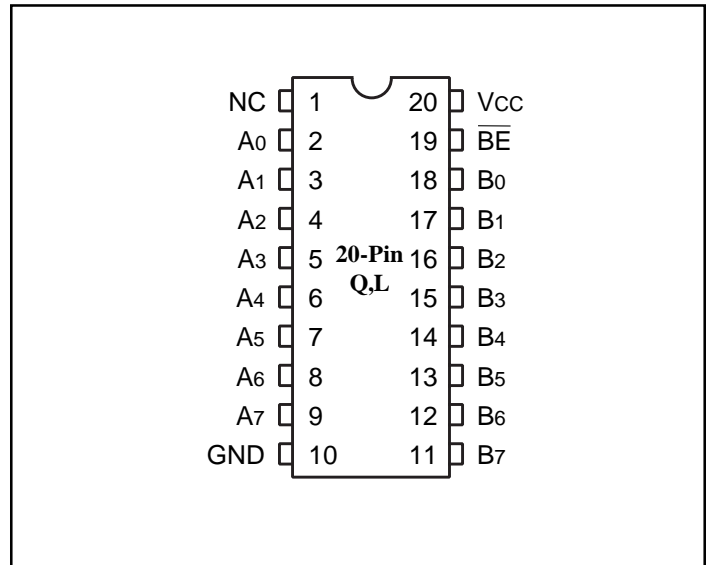 NC 1 20 VCC
A0 2 19 B̅E̅
A1 3 18 B0
A2 4 17 B1
A3 5 20-Pin 16 B2
Q,L
A4 6 15 B3
A5 7 14 B4
A6 8 13 B5
A7 9 12 B6
GND 10 11 B7